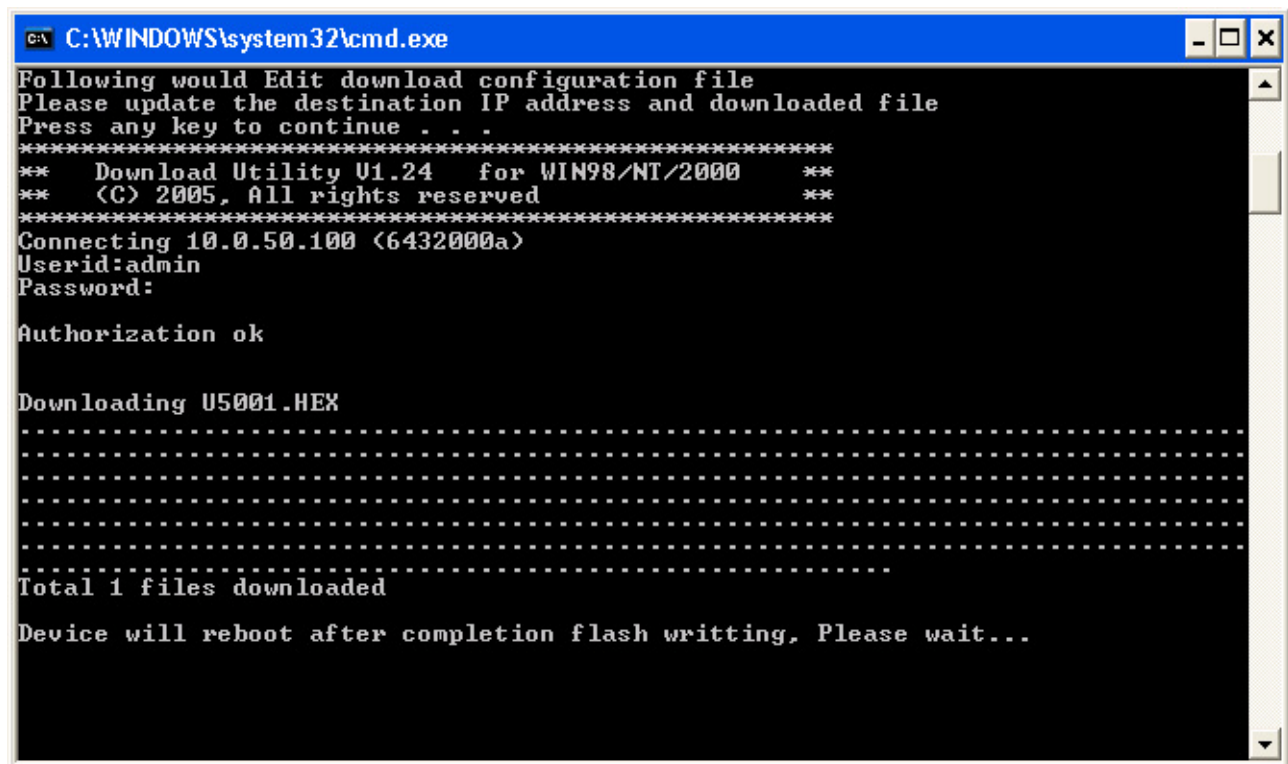 C:\WINDOWS\system32\cmd.exe
Following would Edit download configuration file
Please update the destination IP address and downloaded file
Press any key to continue . . .
******************************************************
**   Download Utility V1.24   for WIN98/NT/2000    **
**   (C) 2005, All rights reserved                 **
******************************************************
Connecting 10.0.50.100 (6432000a)
Userid:admin
Password:
Authorization ok
Downloading U5001.HEX
................................................................................
................................................................................
................................................................................
................................................................................
................................................................................
................................................................................
.........................................................
Total 1 files downloaded
Device will reboot after completion flash writting, Please wait...